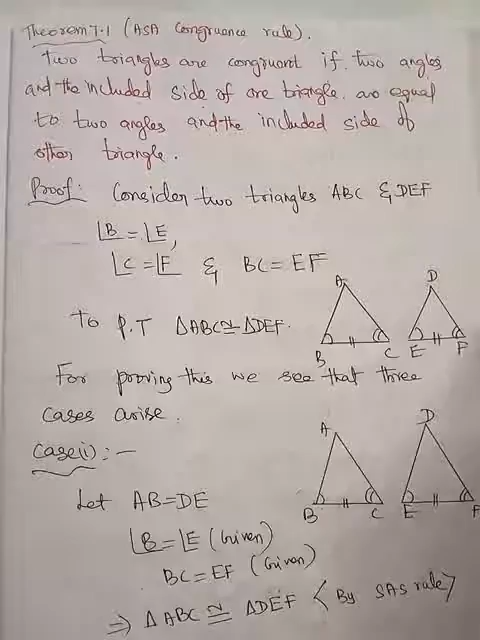 Theorem 7.1 (ASA Congruence rule).
Two triangles are congruent if two angles
and the included side of one triangle are equal
to two angles and the included side of
other triangle.
Proof: Consider two triangles ABC & DEF
∠B = ∠E,
∠C = ∠F & BC = EF
A D
To P.T ΔABC ≅ ΔDEF.
B C E F
For proving this we see that three
cases arise.
Case(i):-
A D
Let AB = DE
B C E F
∠B = ∠E (Given)
BC = EF (Given)
⇒ ΔABC ≅ ΔDEF < By SAS rule>